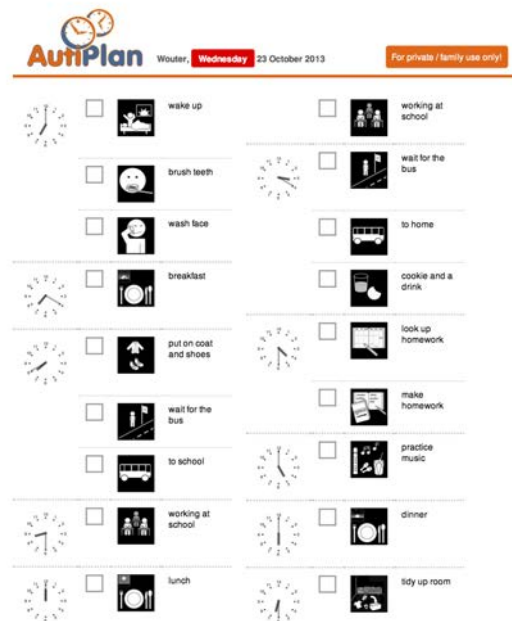 AutiPlan
Wouter, Wednesday 23 October 2013
For private / family use only!
wake up
brush teeth
wash face
breakfast
put on coat
and shoes
wait for the
bus
to school
working at
school
lunch
working at
school
wait for the
bus
to home
cookie and a
drink
look up
homework
make
homework
practice
music
dinner
tidy up room